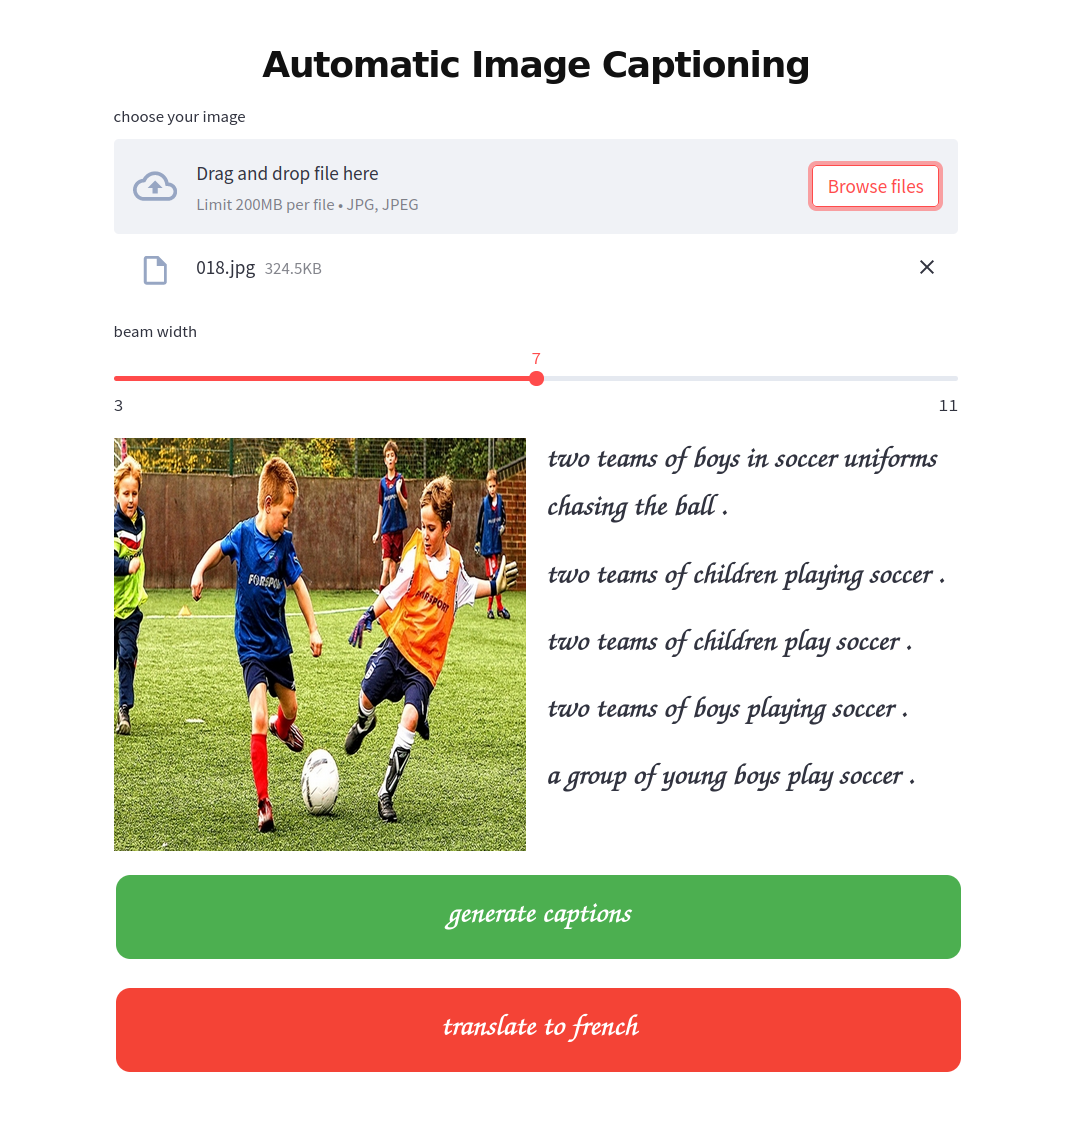 Automatic Image Captioning
choose your image
Drag and drop file here
Limit 200MB per file • JPG, JPEG
Browse files
018.jpg 324.5KB
beam width
7
3
11
two teams of boys in soccer uniforms
chasing the ball .
two teams of children playing soccer .
two teams of children play soccer .
two teams of boys playing soccer .
a group of young boys play soccer .
generate captions
translate to french